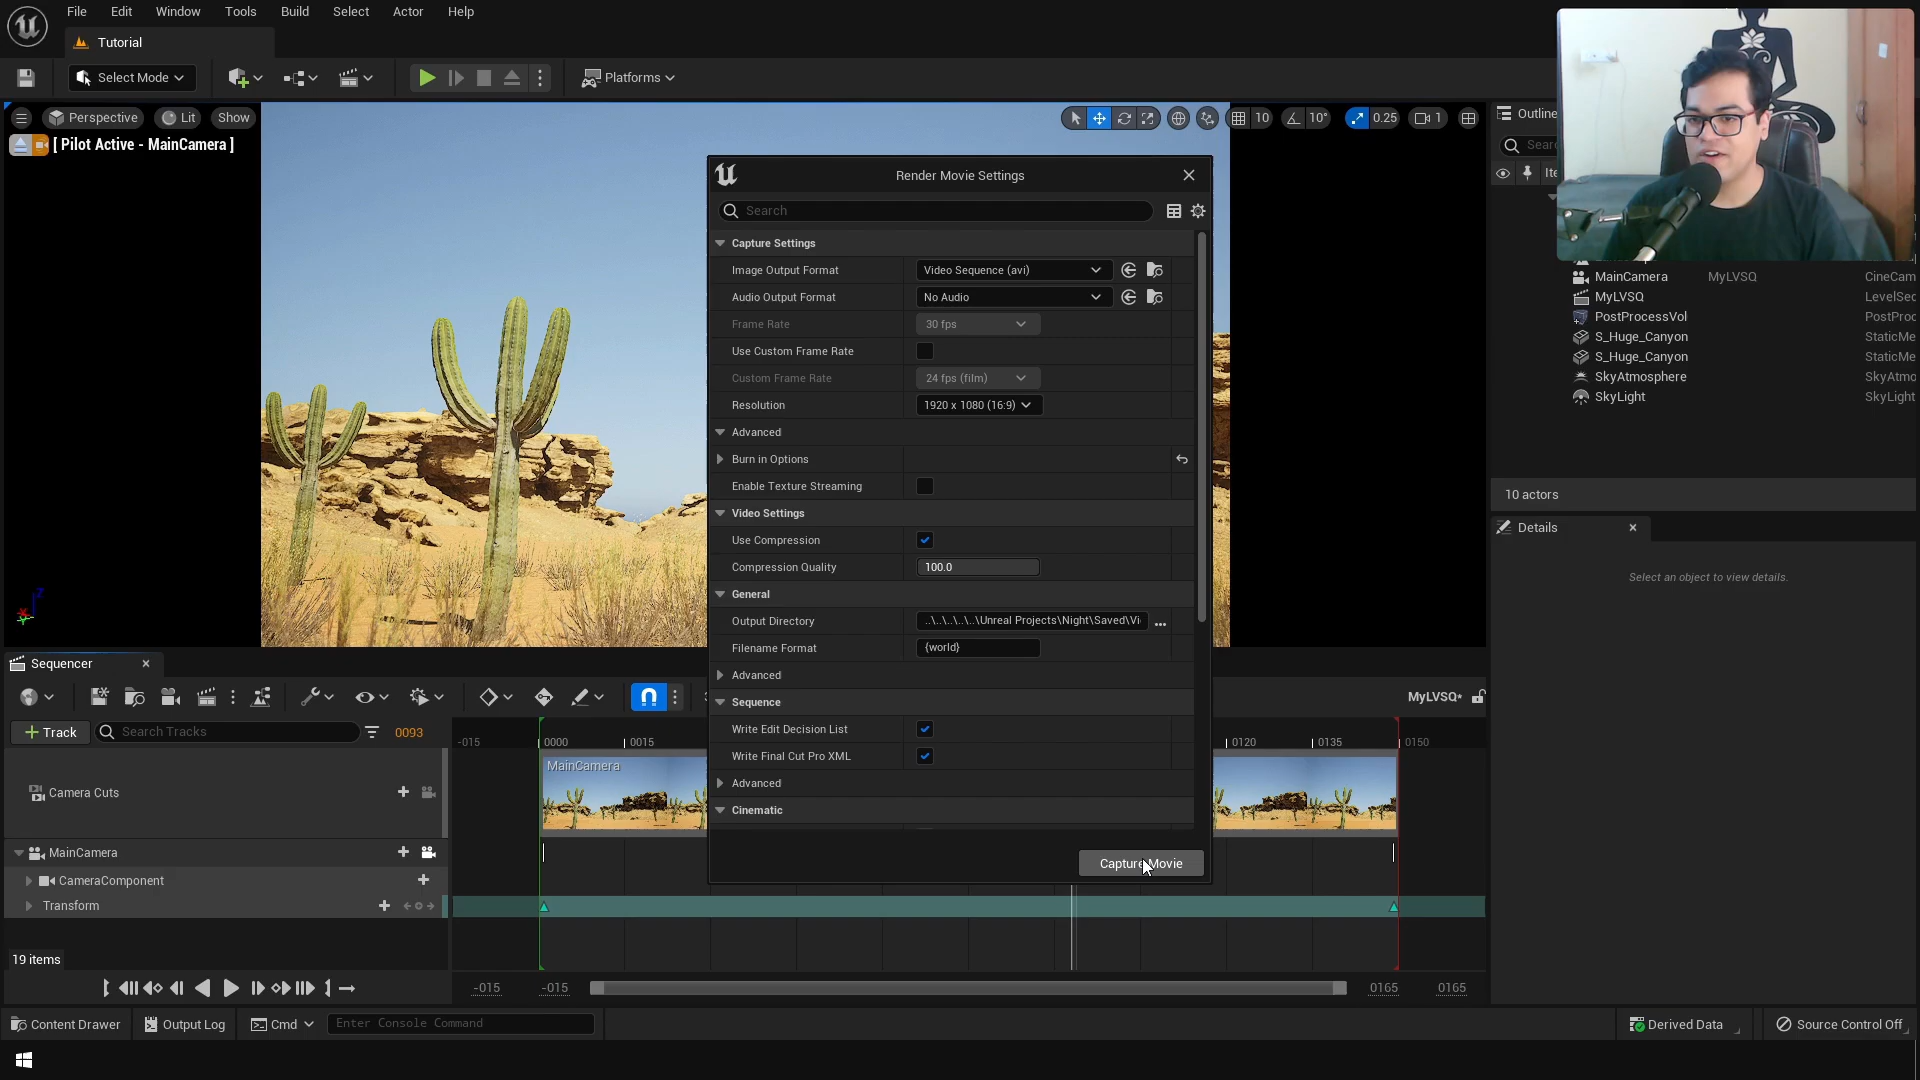 File Edit Window Tools Build Select Actor Help
Tutorial
Select Mode
Platforms
Perspective Lit Show
10 10° 0.25 1
[ Pilot Active - MainCamera ]
Render Movie Settings
Search
Capture Settings
Image Output Format Video Sequence (avi)
Audio Output Format No Audio
Frame Rate 30 fps
Use Custom Frame Rate
Custom Frame Rate 24 fps (film)
Resolution 1920 x 1080 (16:9)
Advanced
Burn in Options
Enable Texture Streaming
Video Settings
Use Compression
Compression Quality 100.0
General
Output Directory ..\..\..\..\..\Unreal Projects\Night\Saved\Vi
Filename Format {world}
Advanced
Sequence
Write Edit Decision List
Write Final Cut Pro XML
Advanced
Cinematic
Capture Movie
Outline
Sear
Ite
MainCamera MyLVSQ CineCam
MyLVSQ LevelSec
PostProcessVol PostProc
S_Huge_Canyon StaticMe
S_Huge_Canyon StaticMe
SkyAtmosphere SkyAtmo
SkyLight SkyLight
10 actors
Details
Select an object to view details.
Sequencer
MyLVSQ*
Track Search Tracks 0093
-015 0000 0015 0120 0135 0150
Camera Cuts
MainCamera
MainCamera
CameraComponent
Transform
19 items
-015 -015 0165 0165
Content Drawer Output Log Cmd Enter Console Command Derived Data Source Control Off